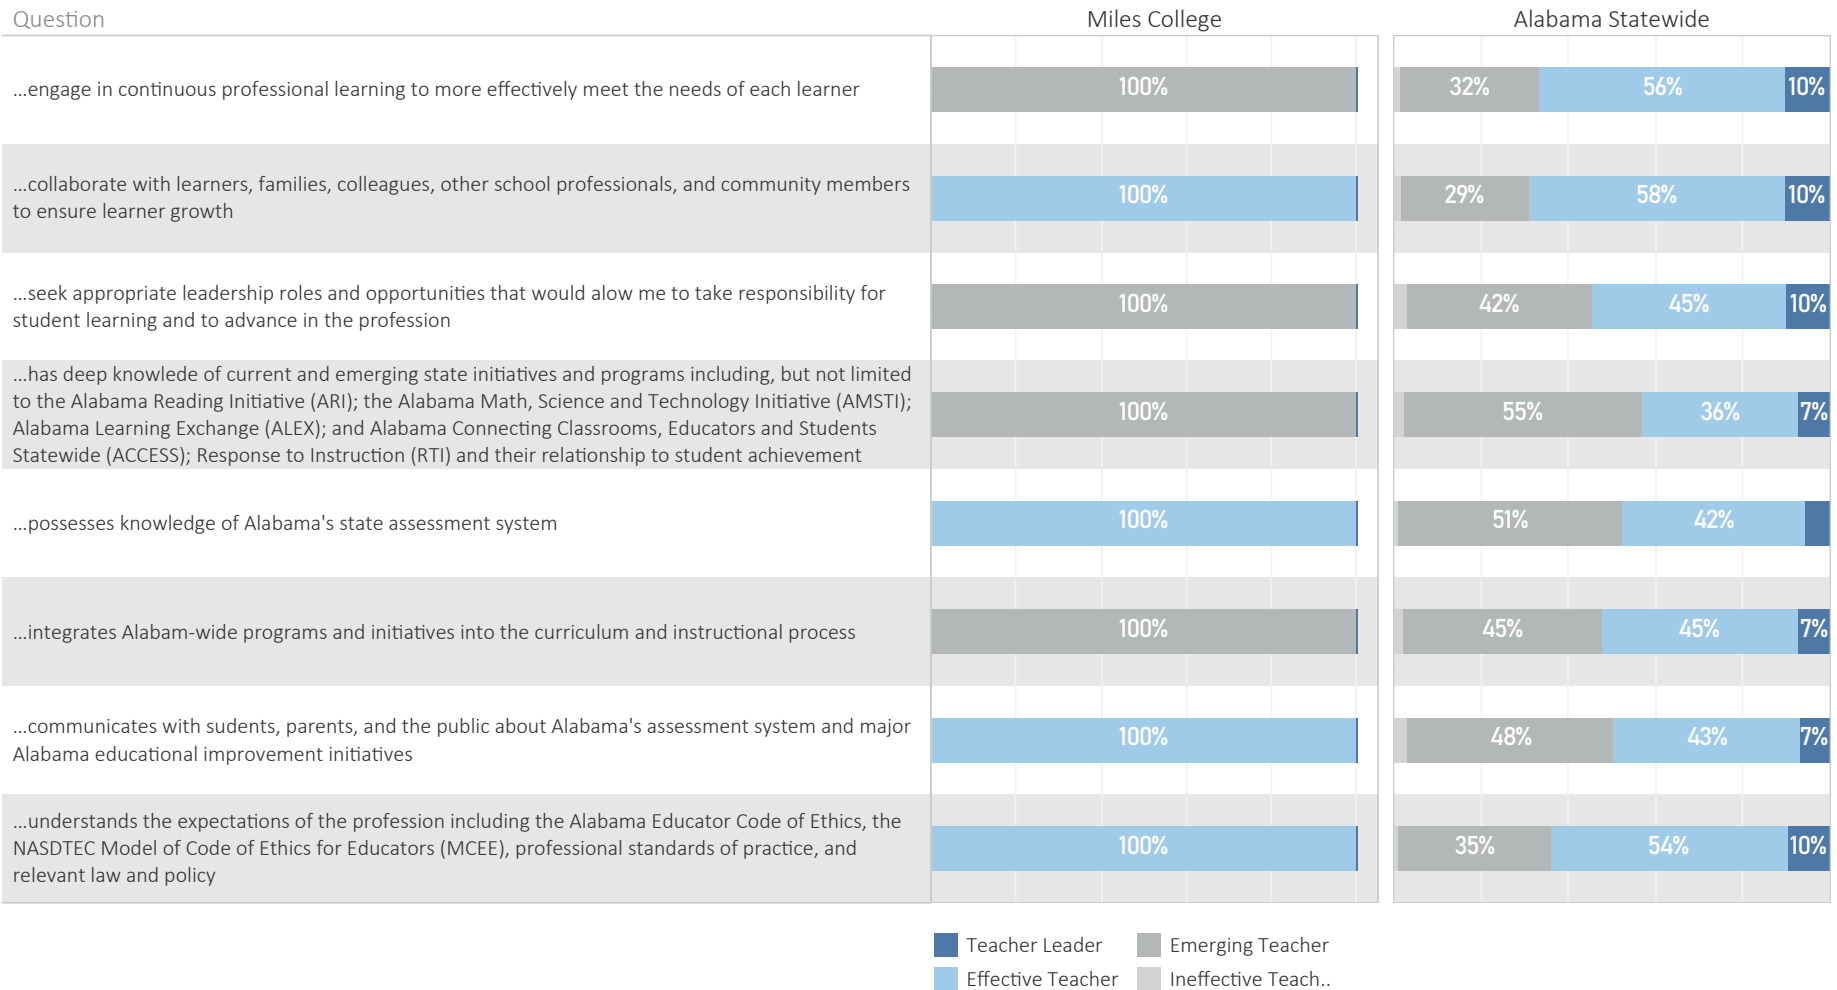 Question
Miles College
Alabama Statewide
...engage in continuous professional learning to more effectively meet the needs of each learner
100%
32%
56%
10%
...collaborate with learners, families, colleagues, other school professionals, and community members
to ensure learner growth
100%
29%
58%
10%
...seek appropriate leadership roles and opportunities that would alow me to take responsibility for
student learning and to advance in the profession
100%
42%
45%
10%
...has deep knowlede of current and emerging state initiatives and programs including, but not limited
to the Alabama Reading Initiative (ARI); the Alabama Math, Science and Technology Initiative (AMSTI);
Alabama Learning Exchange (ALEX); and Alabama Connecting Classrooms, Educators and Students
Statewide (ACCESS); Response to Instruction (RTI) and their relationship to student achievement
100%
55%
36%
7%
...possesses knowledge of Alabama's state assessment system
100%
51%
42%
...integrates Alabam-wide programs and initiatives into the curriculum and instructional process
100%
45%
45%
7%
...communicates with sudents, parents, and the public about Alabama's assessment system and major
Alabama educational improvement initiatives
100%
48%
43%
7%
...understands the expectations of the profession including the Alabama Educator Code of Ethics, the
NASDTEC Model of Code of Ethics for Educators (MCEE), professional standards of practice, and
relevant law and policy
100%
35%
54%
10%
Teacher Leader
Emerging Teacher
Effective Teacher
Ineffective Teach..